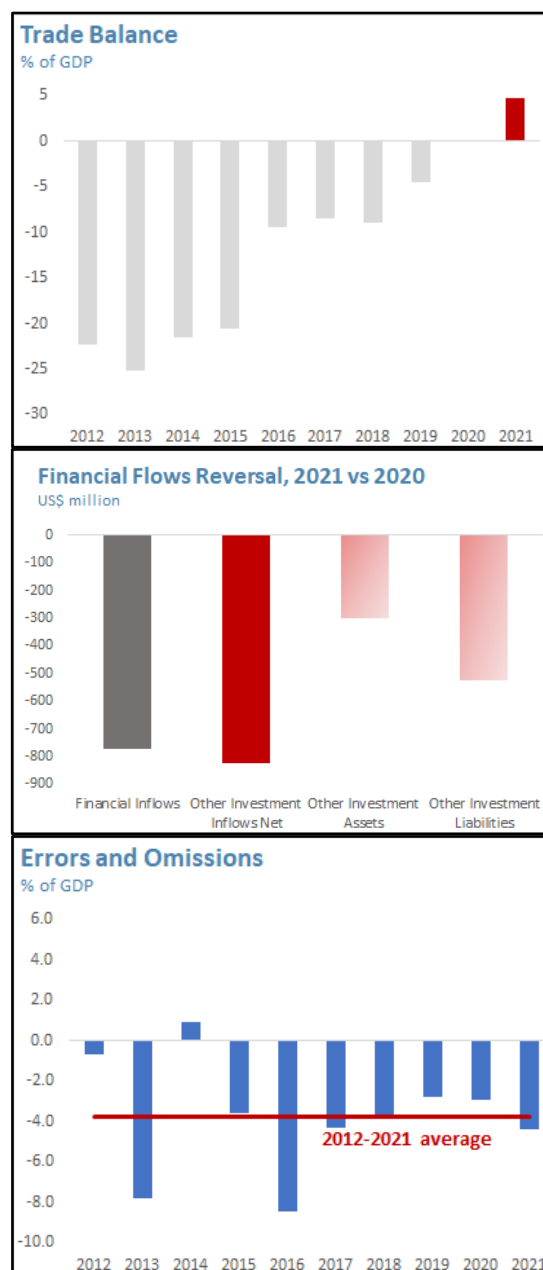 Trade Balance
% of GDP
5
0
-5
-10
-15
-20
-25
-30
2012 2013 2014 2015 2016 2017 2018 2019 2020 2021
Financial Flows Reversal, 2021 vs 2020
US$ million
0
-100
-200
-300
-400
-500
-600
-700
-800
-900
Financial Inflows Other Investment Other Investment Other Investment
Inflows Net Assets Liabilities
Errors and Omissions
% of GDP
6.0
4.0
2.0
0.0
-2.0
-4.0
2012-2021 average
-6.0
-8.0
-10.0
2012 2013 2014 2015 2016 2017 2018 2019 2020 2021